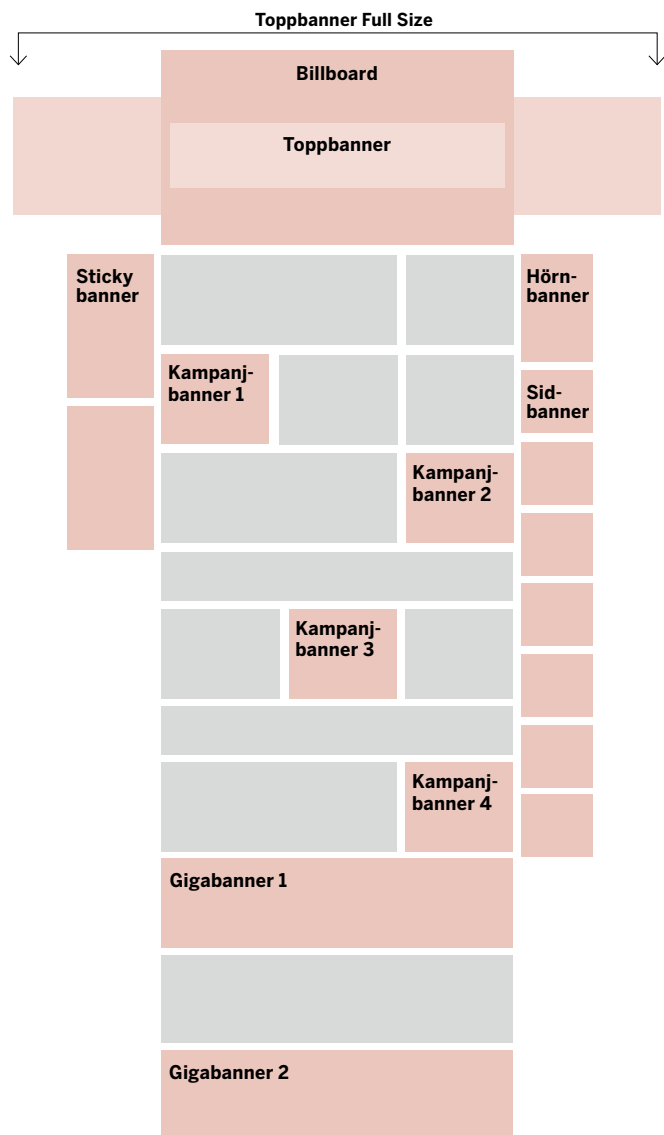 Toppbanner Full Size
Billboard
Toppbanner
Sticky
banner
Hörn-
banner
Kampanj-
banner 1
Sid-
banner
Kampanj-
banner 2
Kampanj-
banner 3
Kampanj-
banner 4
Gigabanner 1
Gigabanner 2